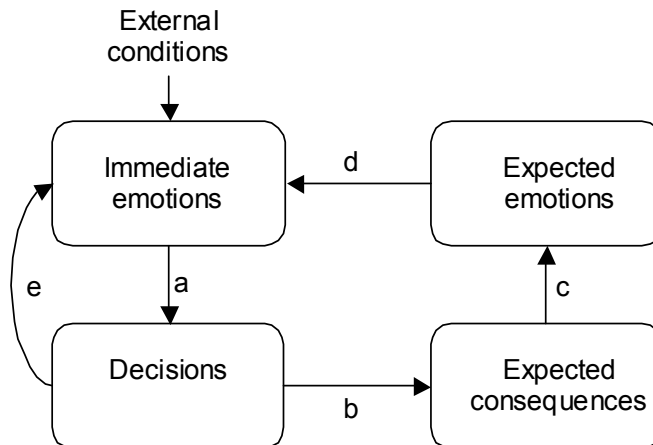 External
conditions
Immediate
emotions
d
Expected
emotions
e
a
c
Decisions
b
Expected
consequences